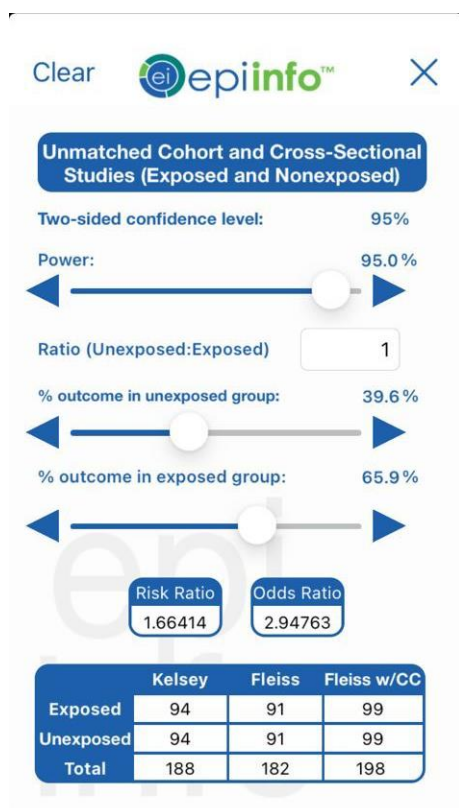 Clear
ei epiinfo™
Unmatched Cohort and Cross-Sectional
Studies (Exposed and Nonexposed)
Two-sided confidence level: 95%
Power: 95.0%
Ratio (Unexposed:Exposed) 1
% outcome in unexposed group: 39.6%
% outcome in exposed group: 65.9%
epi
info
Risk Ratio Odds Ratio
1.66414 2.94763
Kelsey Fleiss Fleiss w/CC
Exposed 94 91 99
Unexposed 94 91 99
Total 188 182 198